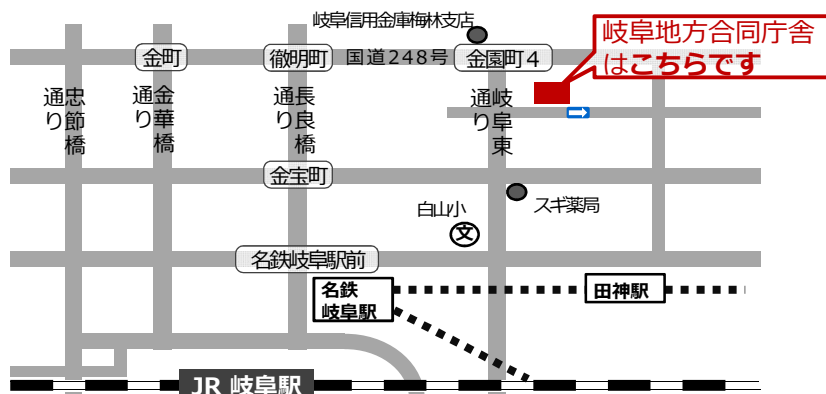 岐阜信用金庫梅林支店
岐阜地方合同庁舎
はこちらです
金町
徹明町
国道248号
金園町4
忠節橋
通り
金華橋
通り
長良橋
通り
岐阜東
通り
金宝町
白山小
文
スギ薬局
名鉄岐阜駅前
名鉄
岐阜駅
田神駅
JR 岐阜駅